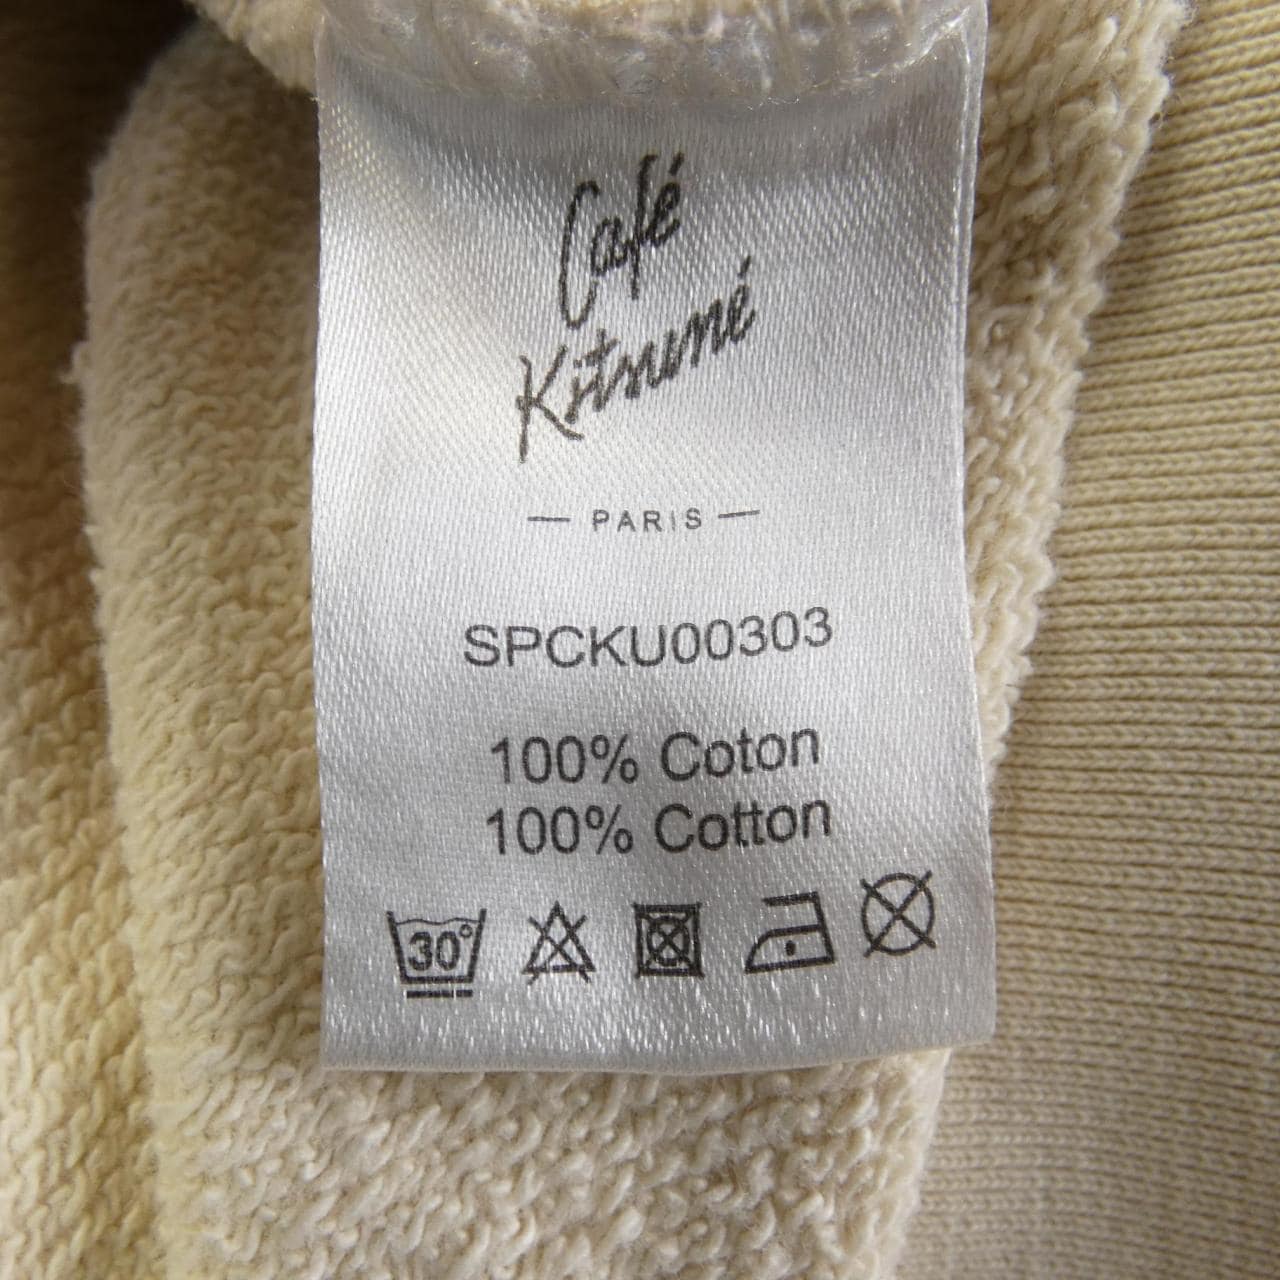 Café
Kitsuné
— PARIS —
SPCKU00303
100% Coton
100% Cotton
30°